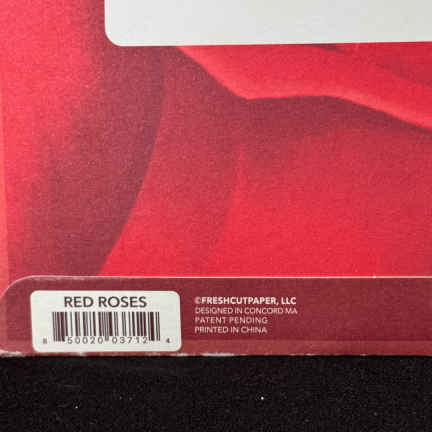 RED ROSES
8 50020 03712 4
©FRESHCUTPAPER, LLC
DESIGNED IN CONCORD MA
PATENT PENDING
PRINTED IN CHINA